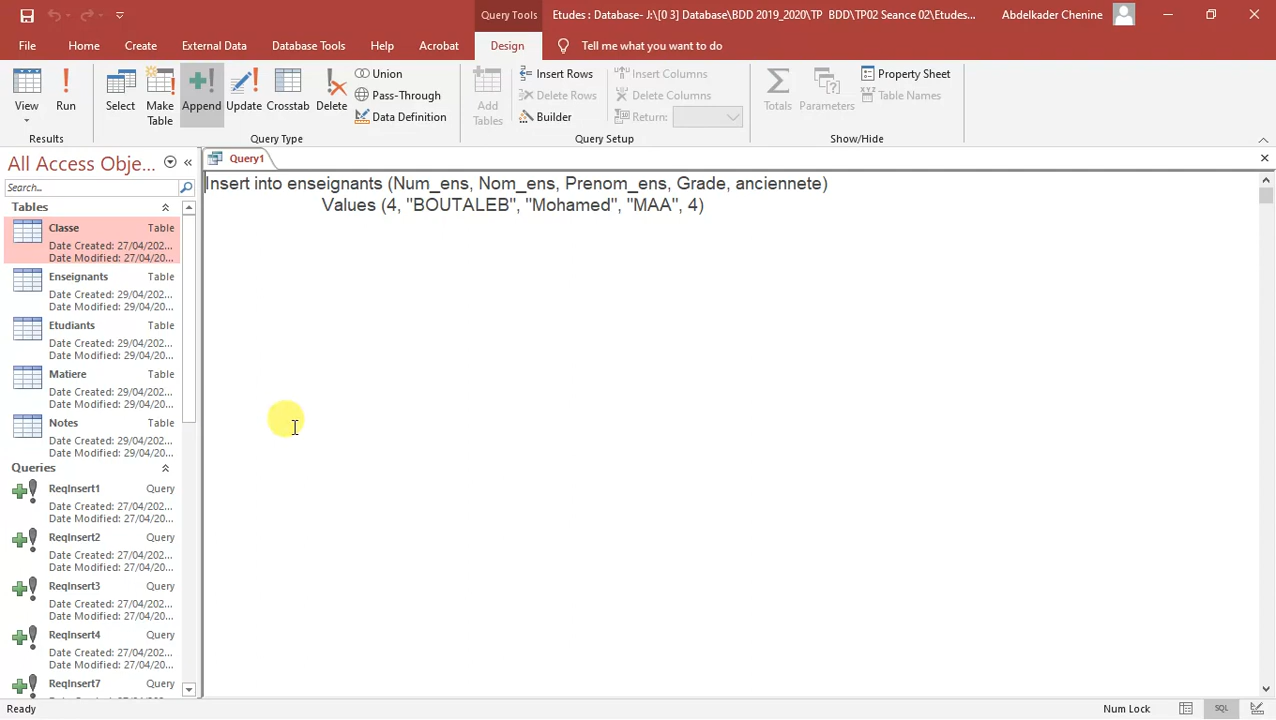 Query Tools
Etudes : Database- J:\[0 3] Database\BDD 2019_2020\TP BDD\TP02 Seance 02\Etudes...
Abdelkader Chenine
File
Home
Create
External Data
Database Tools
Help
Acrobat
Design
Tell me what you want to do
View
Run
Results
Select
Make Table
Append
Update
Crosstab
Delete
Union
Pass-Through
Data Definition
Query Type
Add Tables
Insert Rows
Delete Rows
Builder
Insert Columns
Delete Columns
Return:
Query Setup
Totals
Parameters
Property Sheet
Table Names
Show/Hide
All Access Obje...
Search...
Tables
Classe Table
Date Created: 27/04/202...
Date Modified: 27/04/20...
Enseignants Table
Date Created: 29/04/202...
Date Modified: 29/04/20...
Etudiants Table
Date Created: 29/04/202...
Date Modified: 29/04/20...
Matiere Table
Date Created: 29/04/202...
Date Modified: 29/04/20...
Notes Table
Date Created: 29/04/202...
Date Modified: 29/04/20...
Queries
ReqInsert1 Query
Date Created: 27/04/202...
Date Modified: 27/04/20...
ReqInsert2 Query
Date Created: 27/04/202...
Date Modified: 27/04/20...
ReqInsert3 Query
Date Created: 27/04/202...
Date Modified: 27/04/20...
ReqInsert4 Query
Date Created: 27/04/202...
Date Modified: 27/04/20...
ReqInsert7 Query
Query1
Insert into enseignants (Num_ens, Nom_ens, Prenom_ens, Grade, anciennete)
Values (4, "BOUTALEB", "Mohamed", "MAA", 4)
Ready
Num Lock
SQL